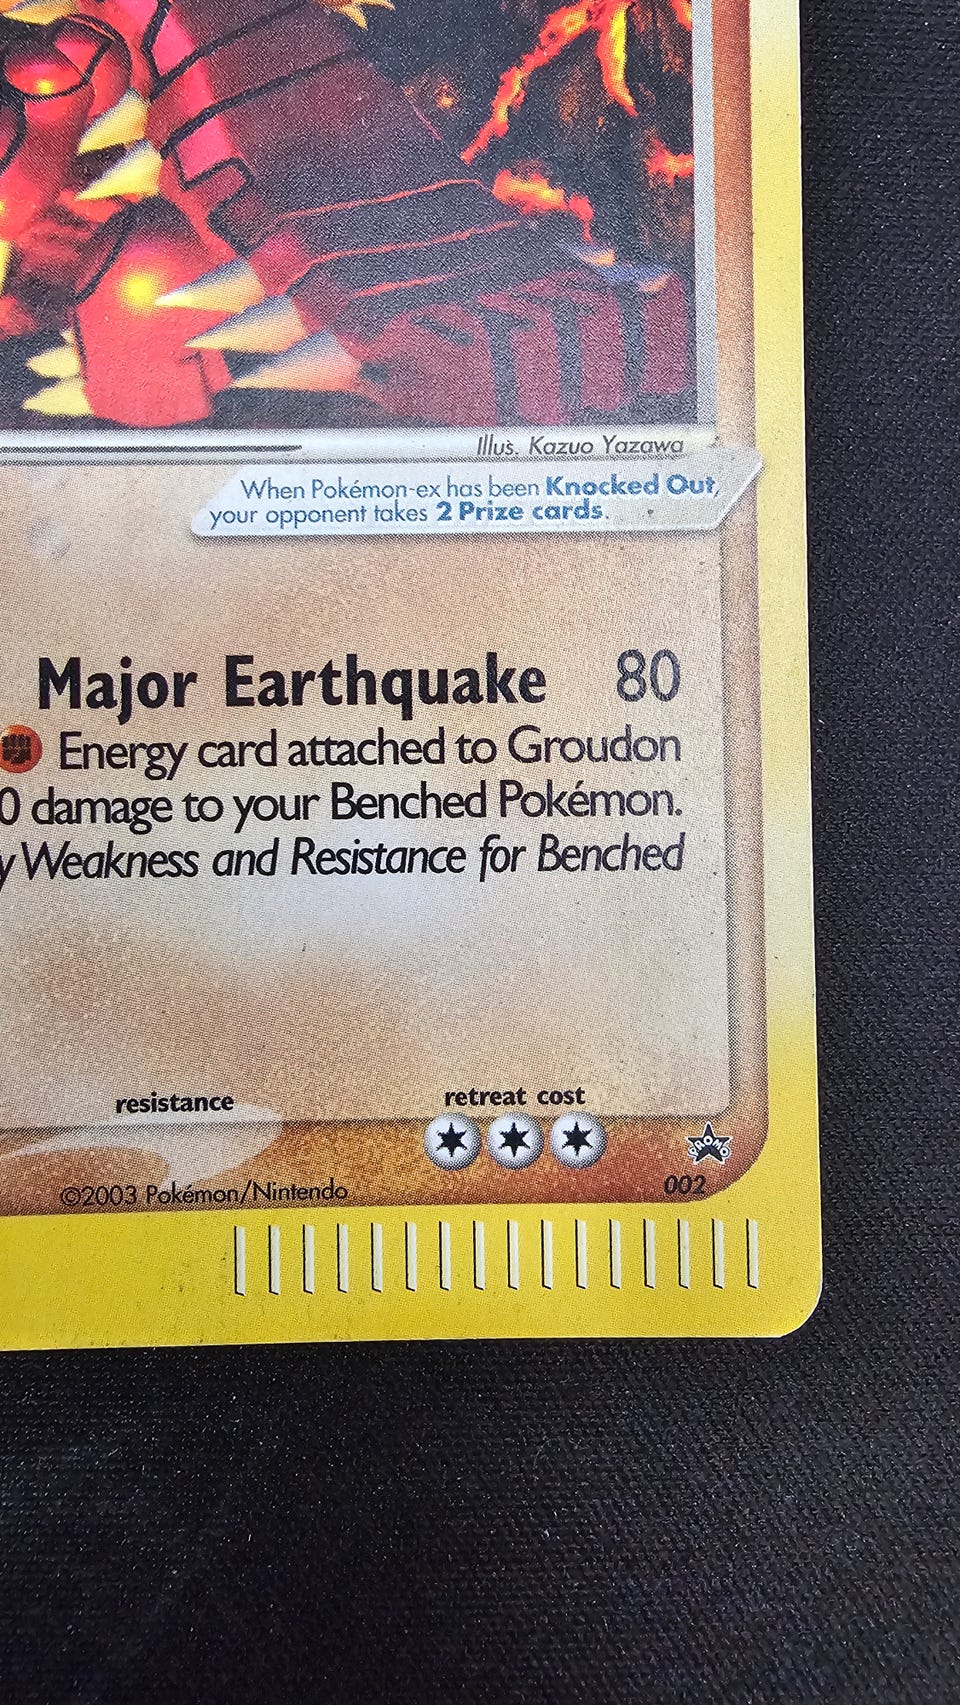 Illus. Kazuo Yazawa
When Pokémon-ex has been Knocked Out,
your opponent takes 2 Prize cards.
Major Earthquake 80
Energy card attached to Groudon
0 damage to your Benched Pokémon.
y Weakness and Resistance for Benched
resistance retreat cost
PROMO
©2003 Pokémon/Nintendo 002